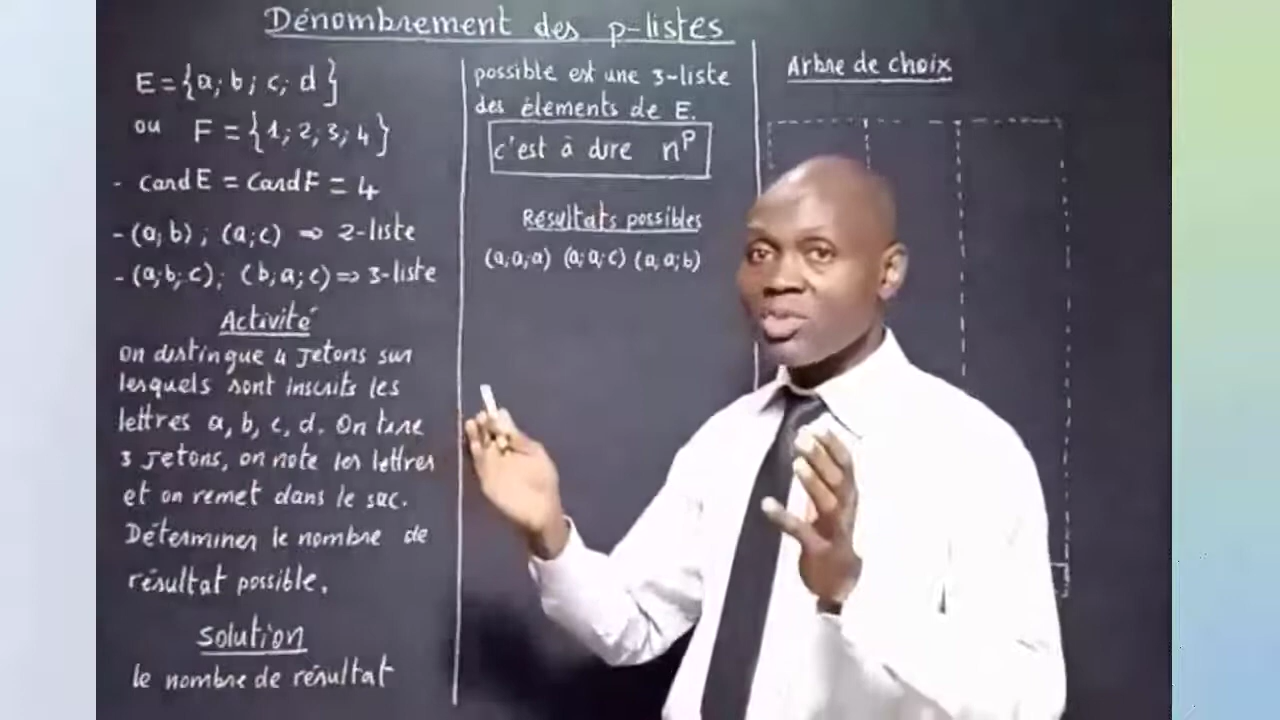 Dénombrement des p-listes
E = {a; b; c; d}
ou F = {1; 2; 3; 4}
- Card E = Card F = 4
- (a; b) ; (a; c) ⇒ 2-liste
- (a; b; c) ; (b; a; c) ⇒ 3-liste
Activité
On distingue 4 Jetons sur
lesquels sont inscrits les
lettres a, b, c, d. On tire
3 Jetons, on note les lettres
et on remet dans le sac.
Déterminer le nombre de
résultat possible.
Solution
le nombre de résultat
possible est une 3-liste
des éléments de E.
c'est à dire n^p
Résultats possibles
(a; a; a) (a; a; c) (a; a; b)
Arbre de choix